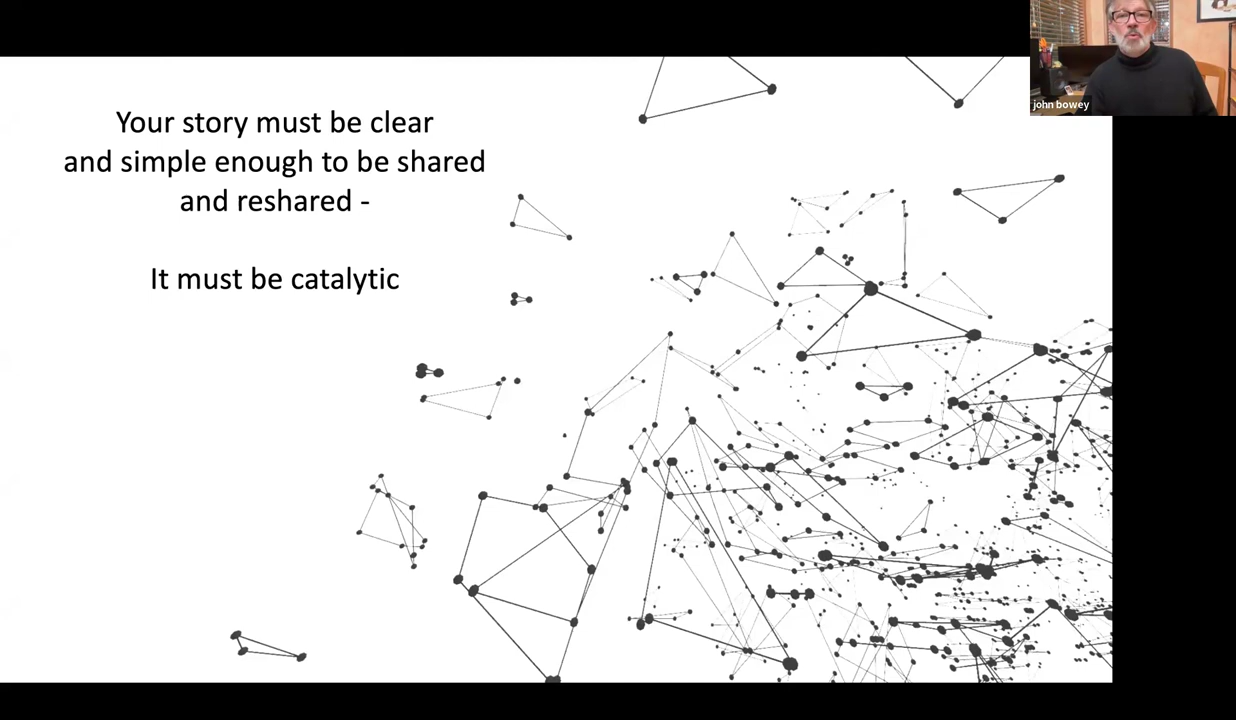 Your story must be clear
and simple enough to be shared
and reshared -
It must be catalytic
john bowey